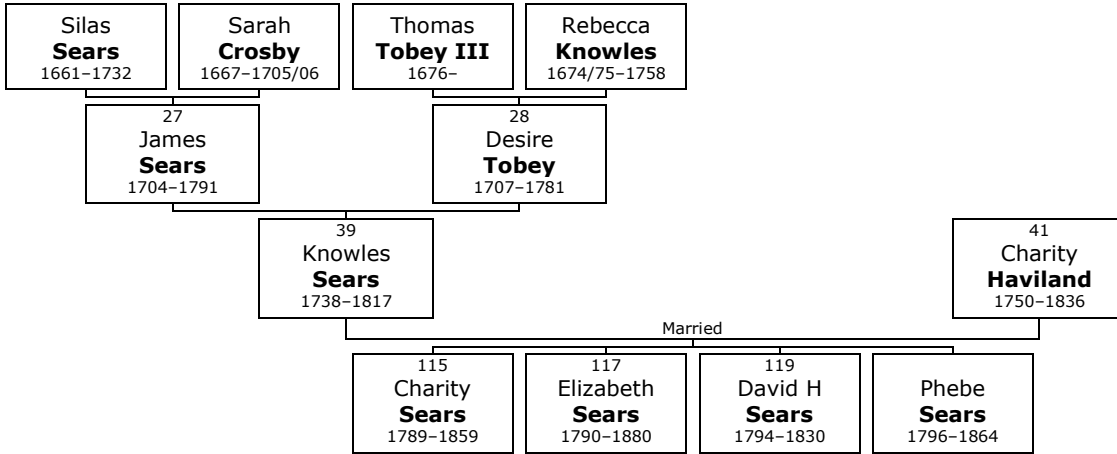 Silas
Sears
1661–1732
Sarah
Crosby
1667–1705/06
Thomas
Tobey III
1676–
Rebecca
Knowles
1674/75–1758
27
James
Sears
1704–1791
28
Desire
Tobey
1707–1781
39
Knowles
Sears
1738–1817
41
Charity
Haviland
1750–1836
Married
115
Charity
Sears
1789–1859
117
Elizabeth
Sears
1790–1880
119
David H
Sears
1794–1830
Phebe
Sears
1796–1864